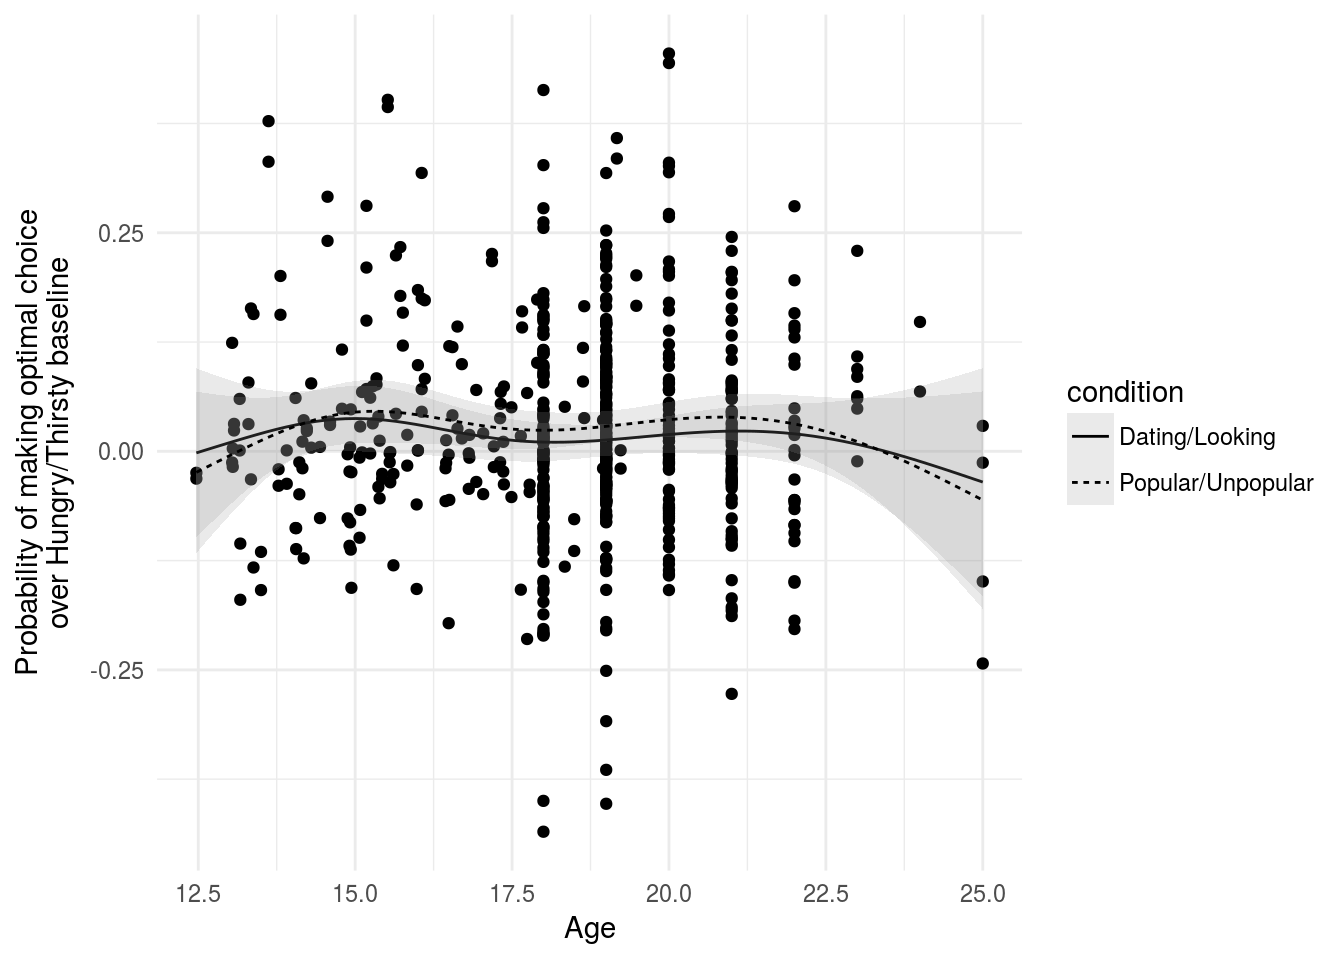 Probability of making optimal choice
over Hungry/Thirsty baseline
0.25
0.00
-0.25
12.5
15.0
17.5
20.0
22.5
25.0
Age
condition
Dating/Looking
Popular/Unpopular